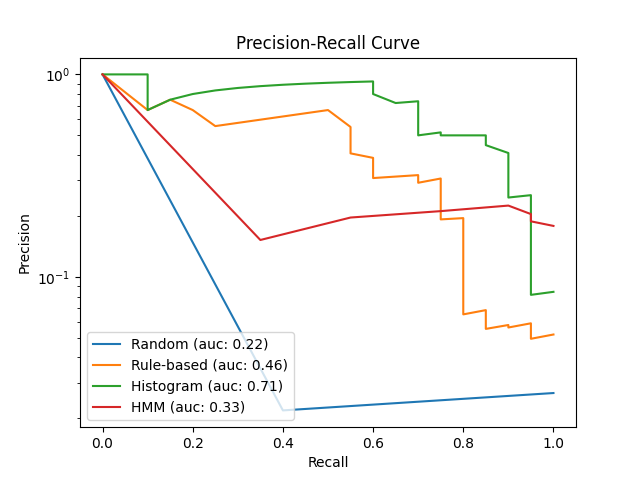 Precision-Recall Curve
10⁰
10⁻¹
Precision
Random (auc: 0.22)
Rule-based (auc: 0.46)
Histogram (auc: 0.71)
HMM (auc: 0.33)
0.0 0.2 0.4 0.6 0.8 1.0
Recall